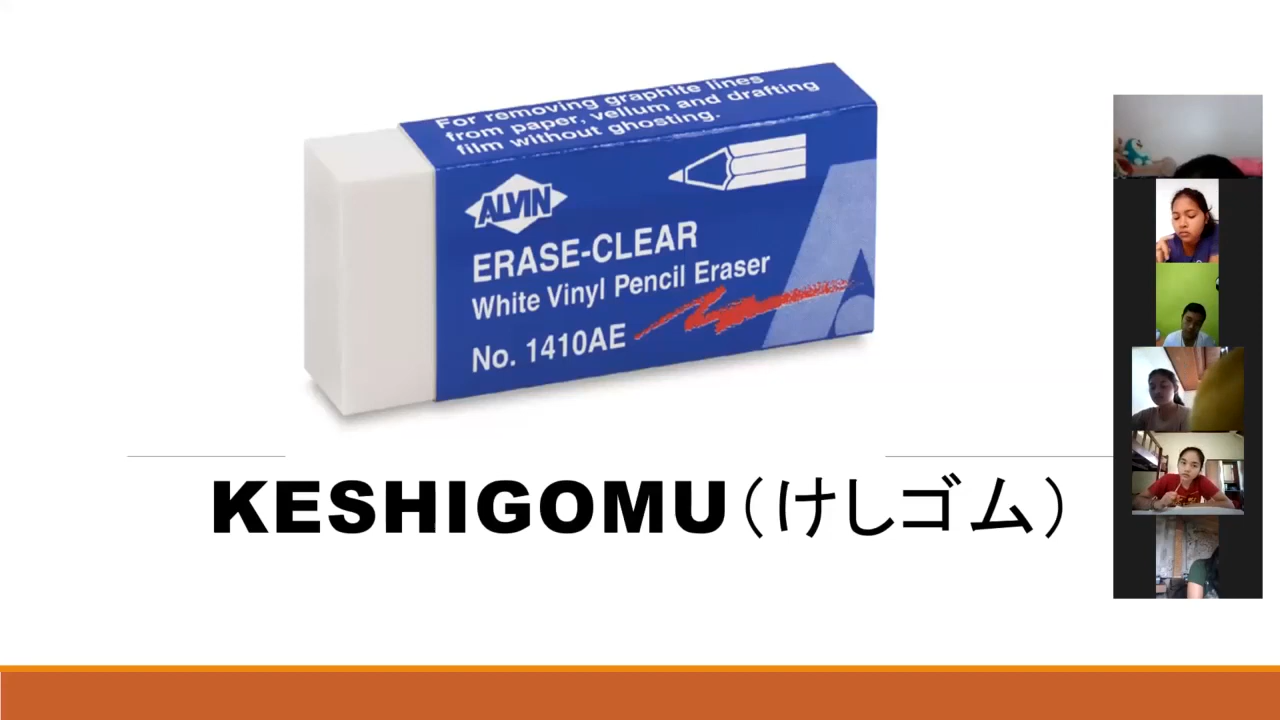 For removing graphite lines
from paper, vellum and drafting
film without ghosting.
ALVIN
ERASE-CLEAR
White Vinyl Pencil Eraser
No. 1410AE
KESHIGOMU(けしゴム)